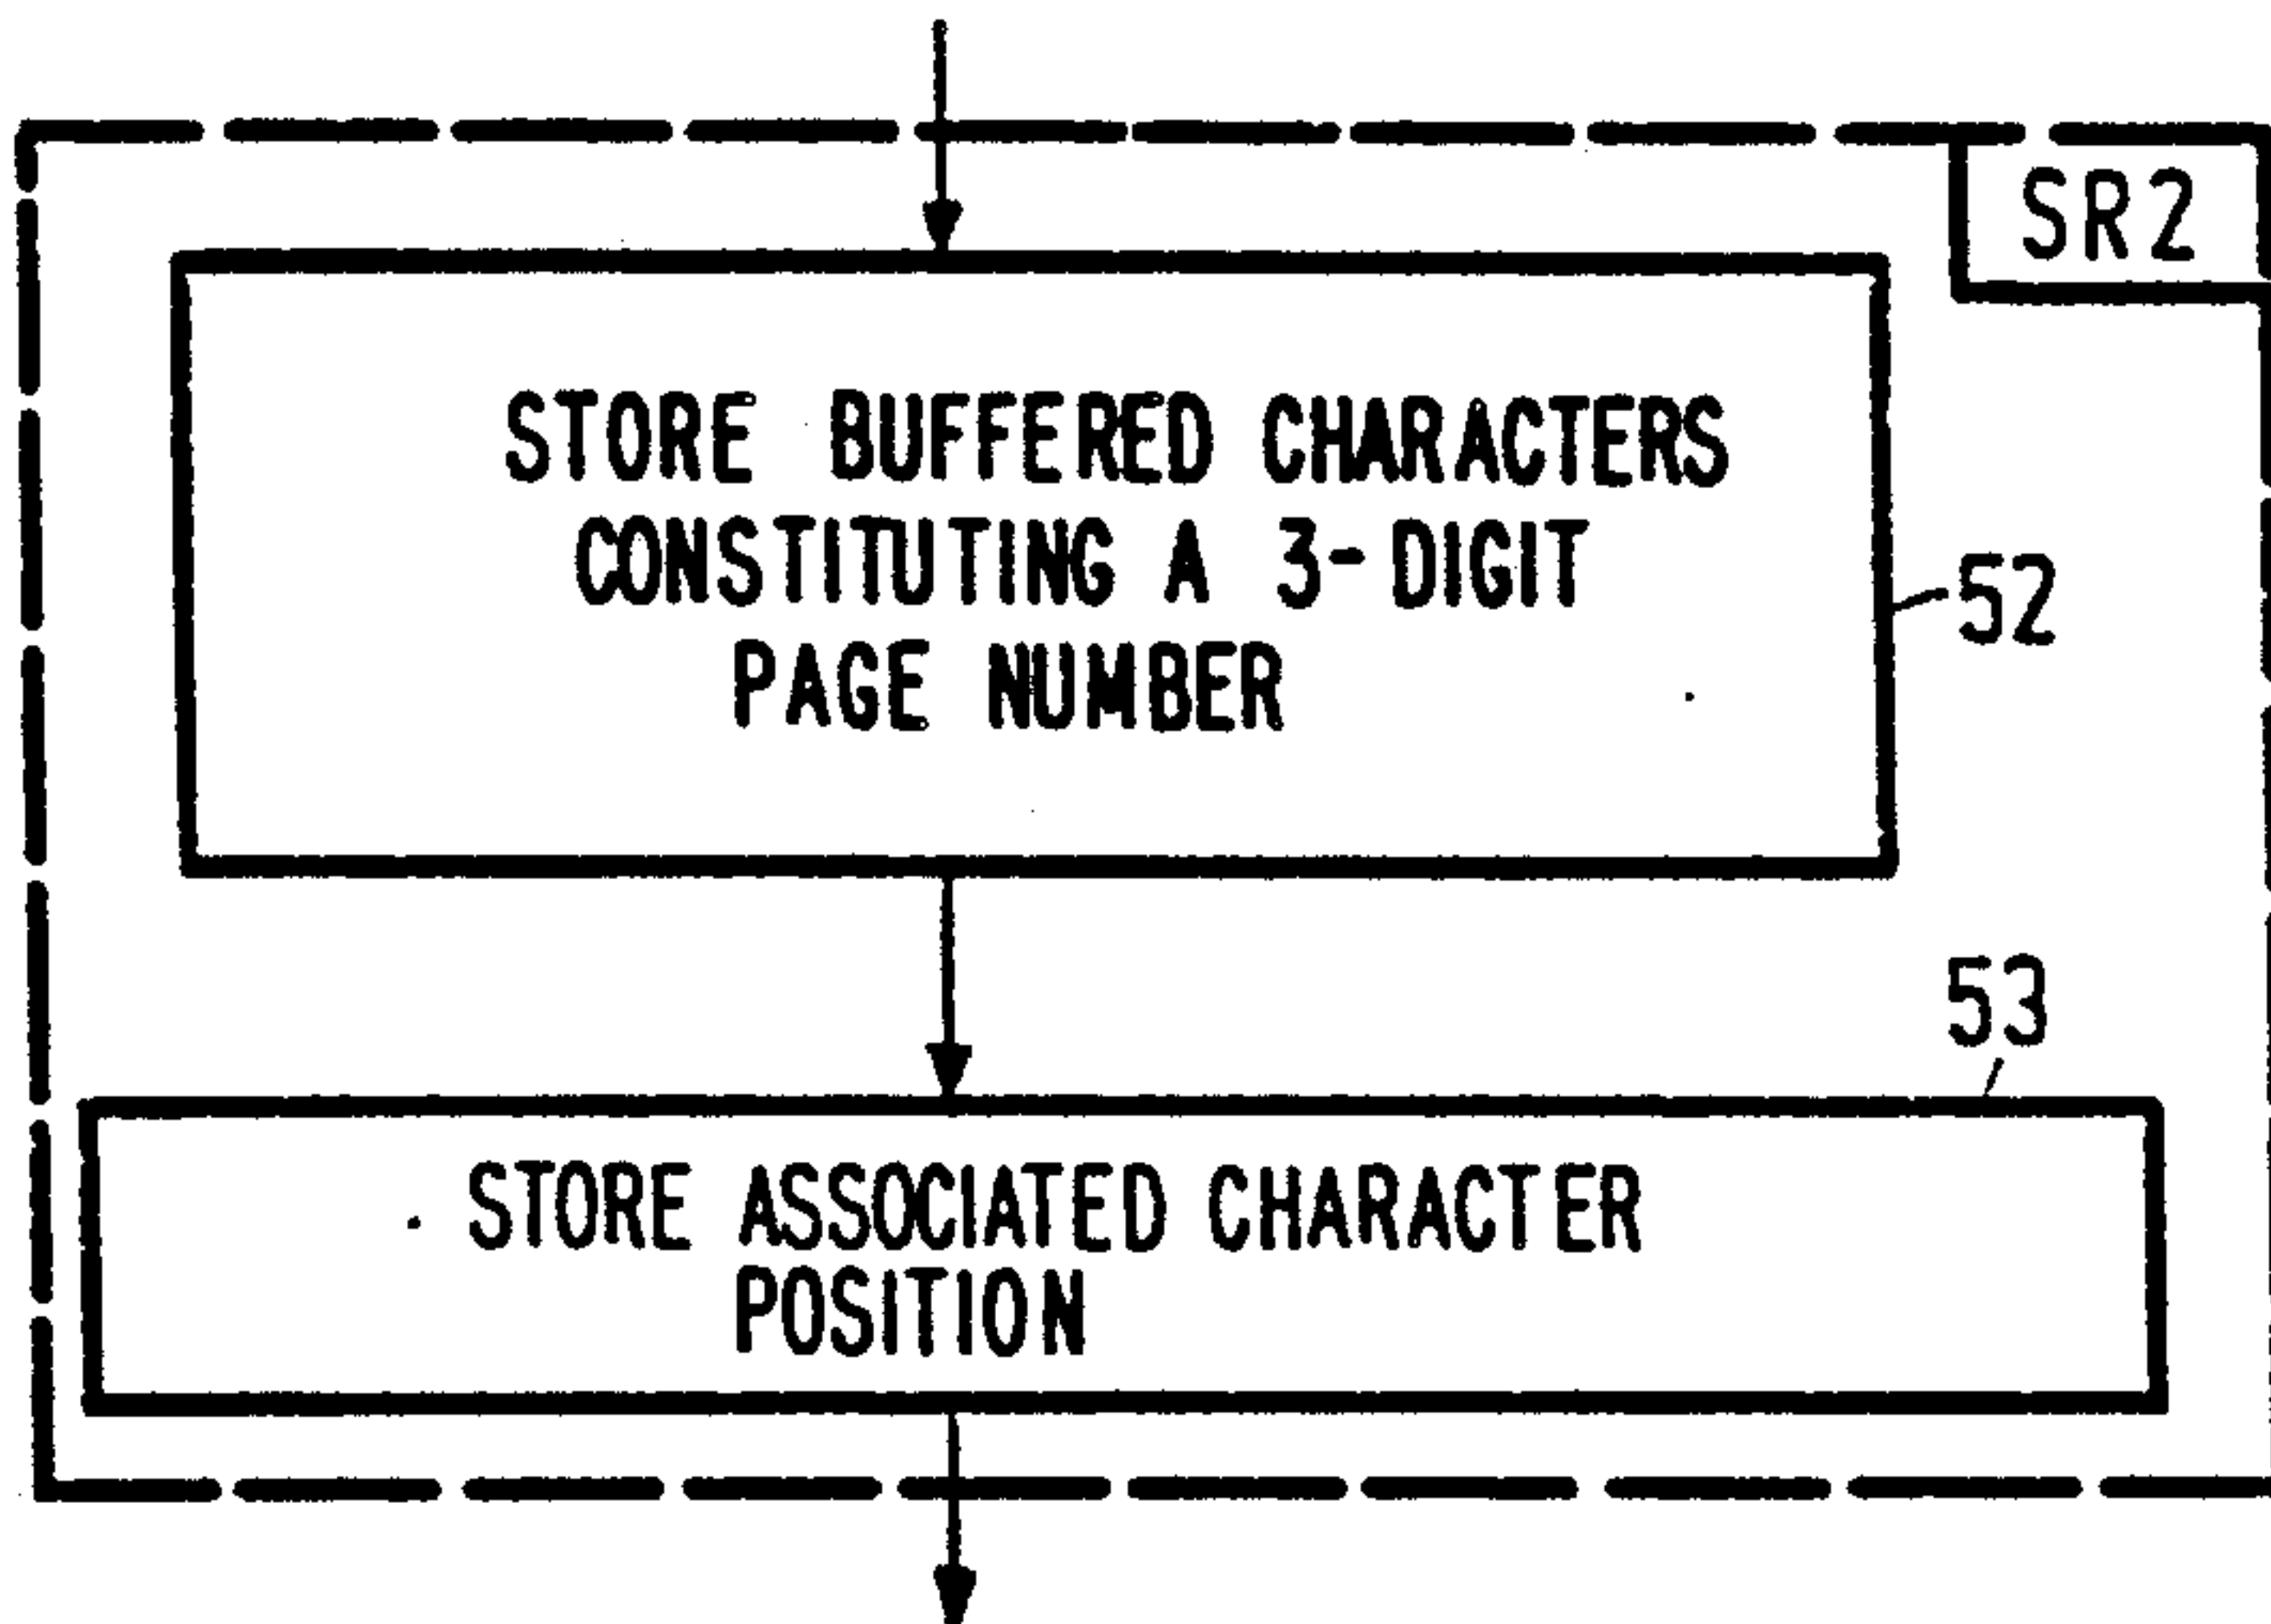 SR2
STORE BUFFERED CHARACTERS
CONSTITUTING A 3-DIGIT
PAGE NUMBER
52
53
STORE ASSOCIATED CHARACTER
POSITION